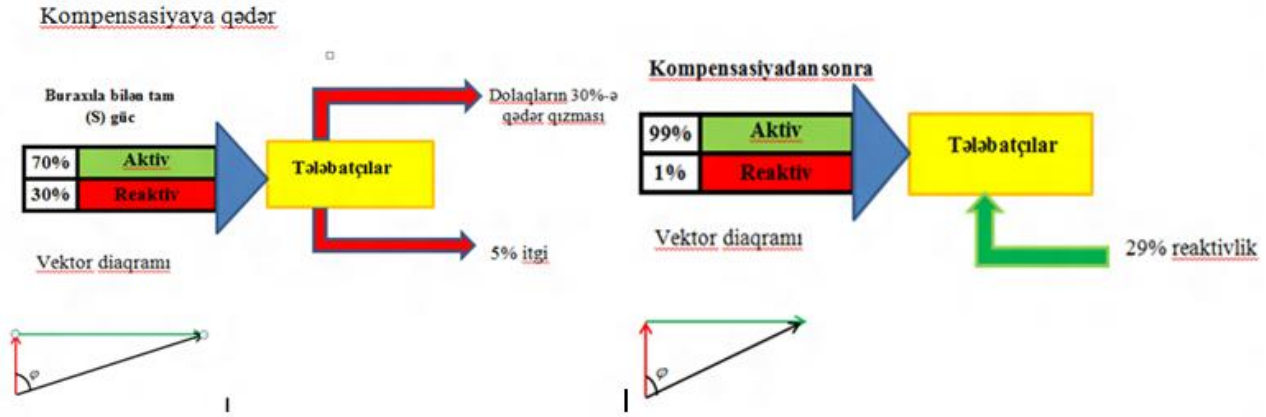 Kompensasiyaya qədər
Buraxıla bilən tam
(S) güc
70% Aktiv
30% Reaktiv
Tələbatçılar
Dolaqların 30%-ə
qədər qızması
5% itgi
Vektor diaqramı
φ
Kompensasiyadan sonra
99% Aktiv
1% Reaktiv
Tələbatçılar
29% reaktivlik
Vektor diaqramı
φ